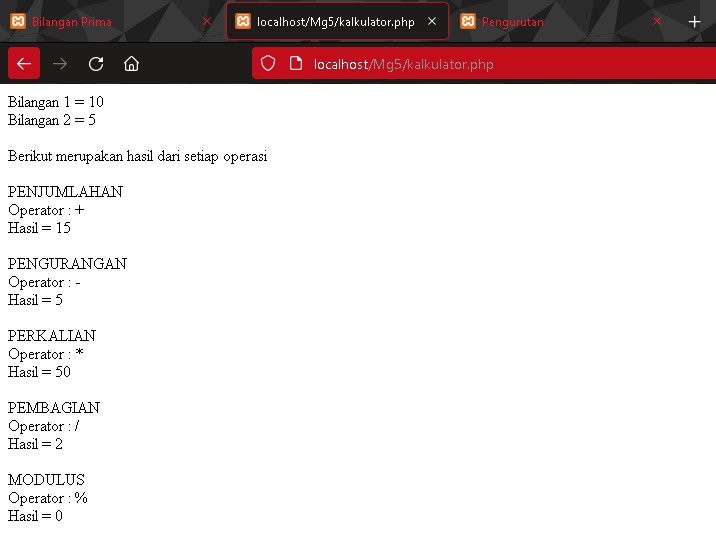 Bilangan Prima
localhost/Mg5/kalkulator.php
Pengurutan
localhost/Mg5/kalkulator.php
Bilangan 1 = 10
Bilangan 2 = 5
Berikut merupakan hasil dari setiap operasi
PENJUMLAHAN
Operator : +
Hasil = 15
PENGURANGAN
Operator : -
Hasil = 5
PERKALIAN
Operator : *
Hasil = 50
PEMBAGIAN
Operator : /
Hasil = 2
MODULUS
Operator : %
Hasil = 0